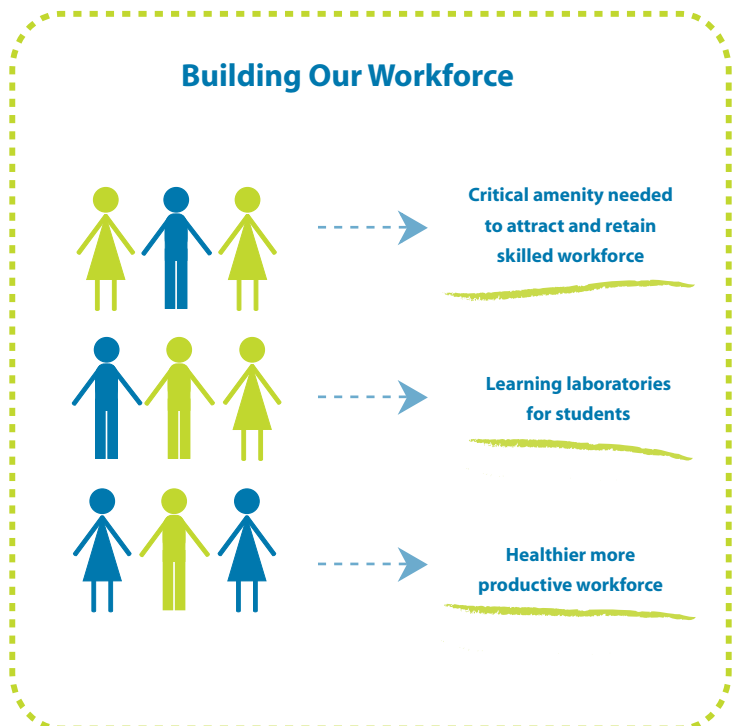 Building Our Workforce
Critical amenity needed
to attract and retain
skilled workforce
Learning laboratories
for students
Healthier more
productive workforce